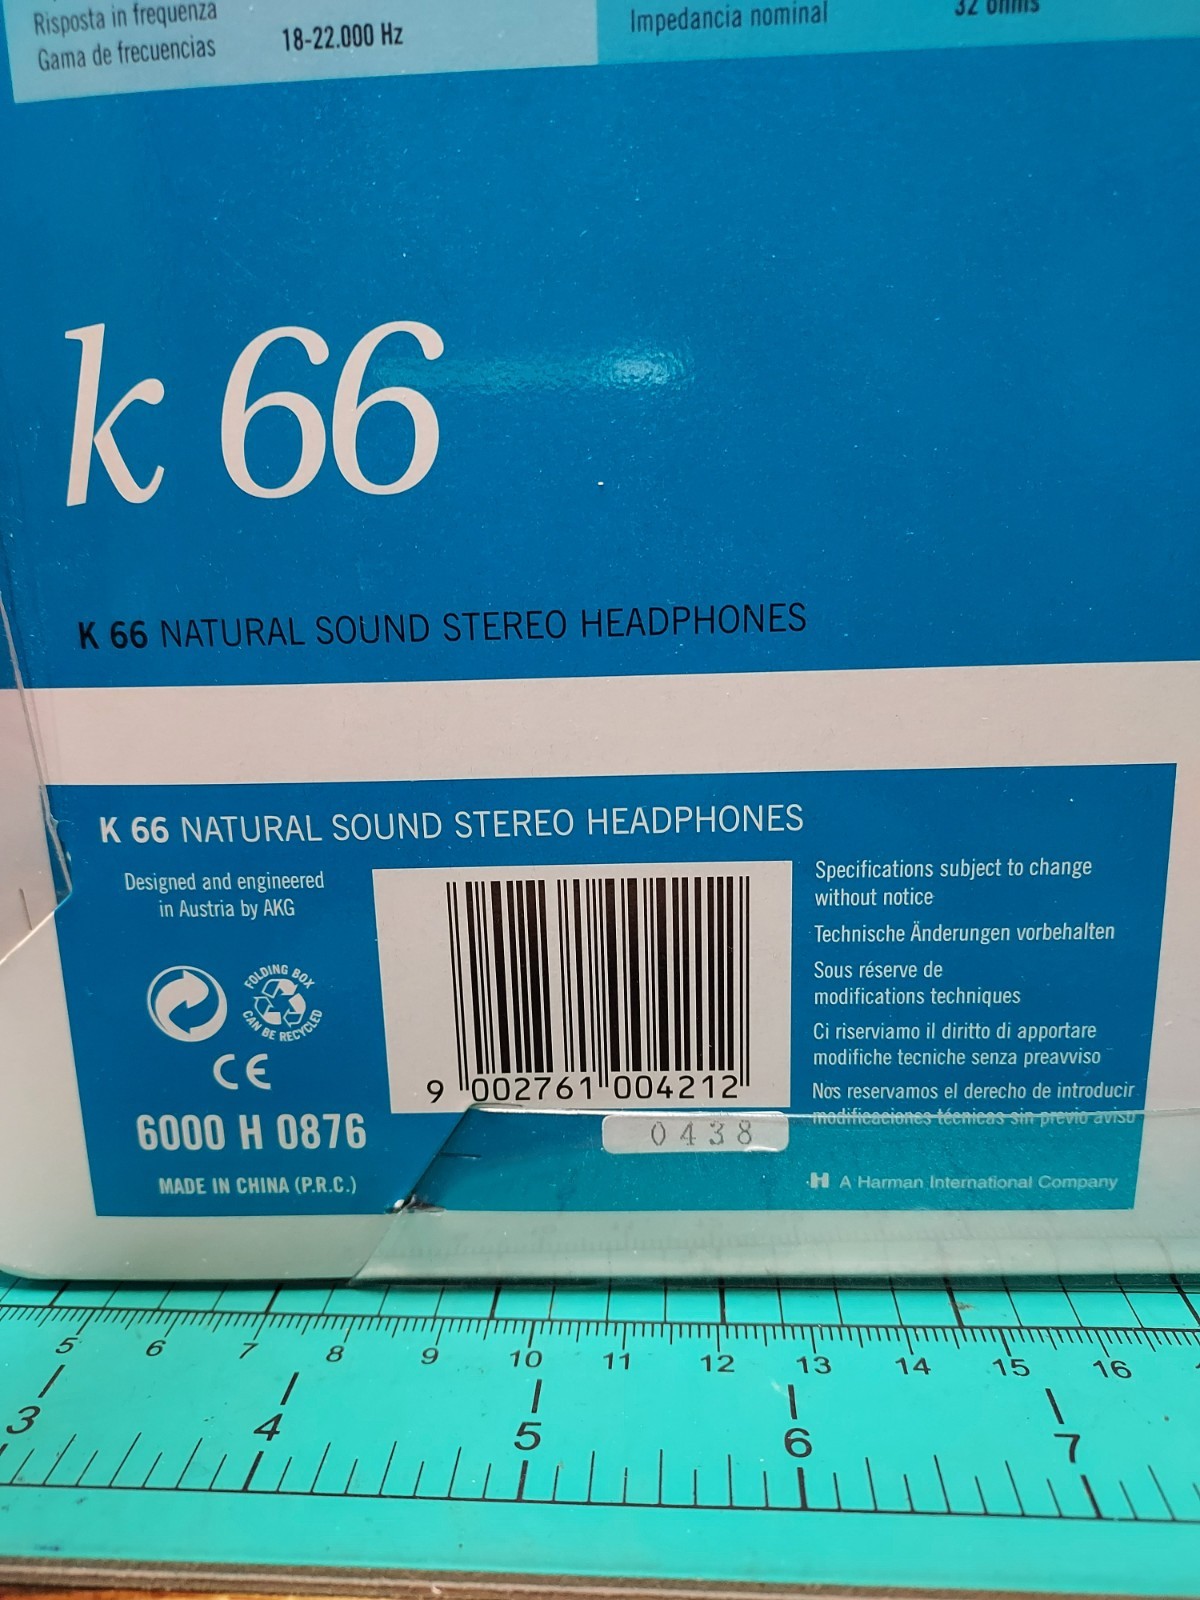 Risposta in frequenza
Gama de frecuencias
18-22.000 Hz
Impedancia nominal
32 ohms
k 66
K 66 NATURAL SOUND STEREO HEADPHONES
K 66 NATURAL SOUND STEREO HEADPHONES
Designed and engineered
in Austria by AKG
FOLDING BOX
CAN BE RECYCLED
CE
6000 H 0876
MADE IN CHINA (P.R.C.)
9 002761 004212
0438
Specifications subject to change
without notice
Technische Änderungen vorbehalten
Sous réserve de
modifications techniques
Ci riserviamo il diritto di apportare
modifiche tecniche senza preavviso
Nos reservamos el derecho de introducir
modificaciones técnicas sin previo aviso
H A Harman International Company
5 6 7 8 9 10 11 12 13 14 15 16
3 4 5 6 7